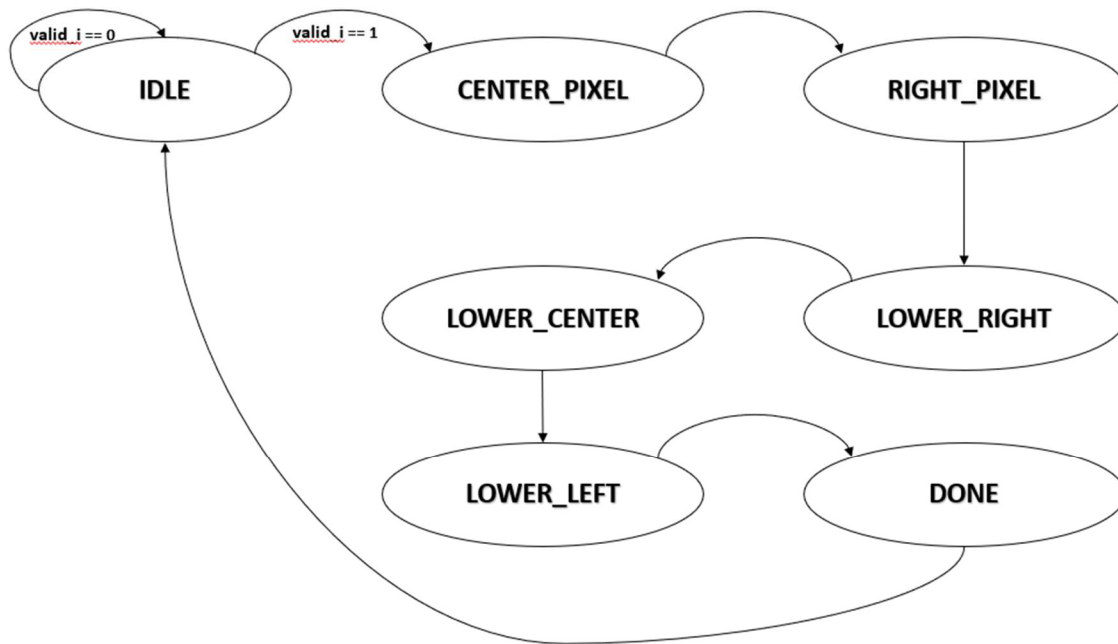 valid_i == 0
valid_i == 1
IDLE
CENTER_PIXEL
RIGHT_PIXEL
LOWER_CENTER
LOWER_RIGHT
LOWER_LEFT
DONE